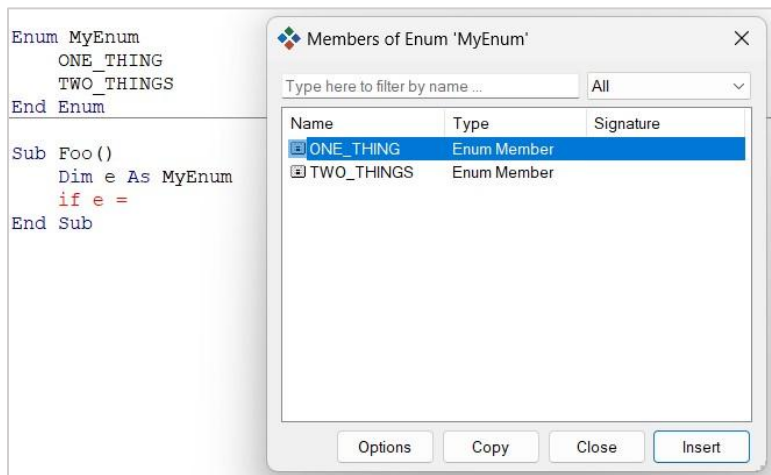 Enum MyEnum
ONE_THING
TWO_THINGS
End Enum
Sub Foo()
Dim e As MyEnum
if e =
End Sub
Members of Enum 'MyEnum'
Type here to filter by name ...
All
Name Type Signature
ONE_THING Enum Member
TWO_THINGS Enum Member
Options Copy Close Insert